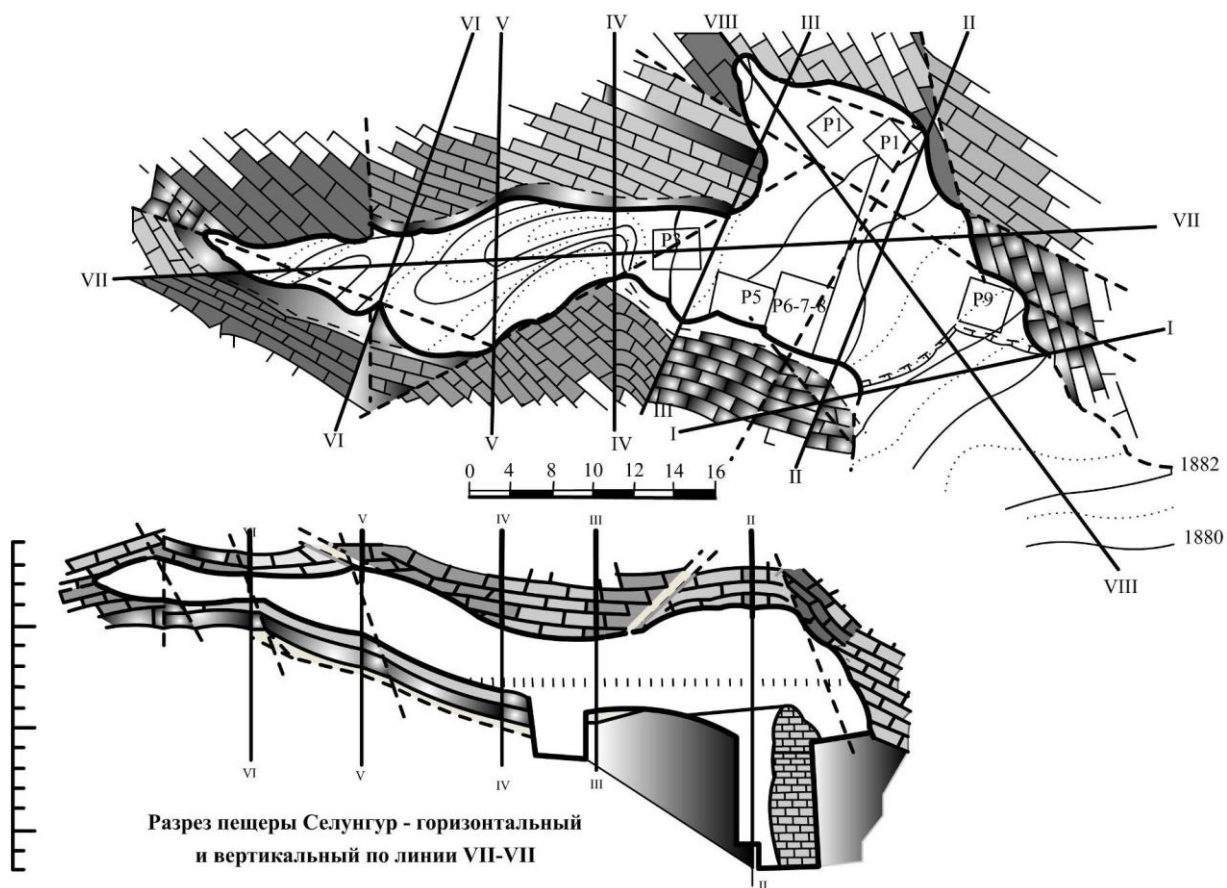 VI V IV VIII III II
P1
P1
VII
P3
VII
P5 P6-7-8 P9
I
III
I
VI V IV
II
0 4 8 10 12 14 16
1882
1880
VIII
VI V IV III II
VI V IV III
II
Разрез пещеры Селунгур - горизонтальный
и вертикальный по линии VII-VII